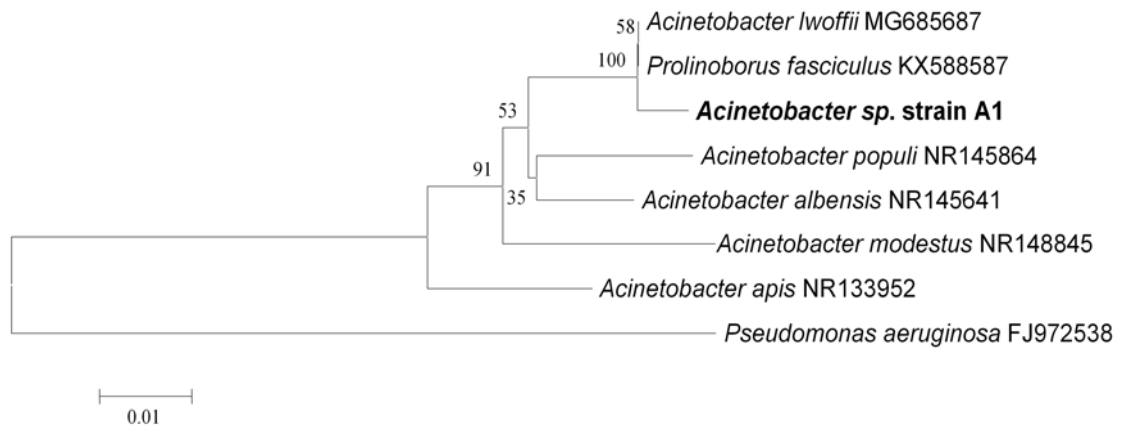 58
Acinetobacter lwoffii MG685687
100
Prolinoborus fasciculus KX588587
Acinetobacter sp. strain A1
53
Acinetobacter populi NR145864
91
35
Acinetobacter albensis NR145641
Acinetobacter modestus NR148845
Acinetobacter apis NR133952
Pseudomonas aeruginosa FJ972538
0.01